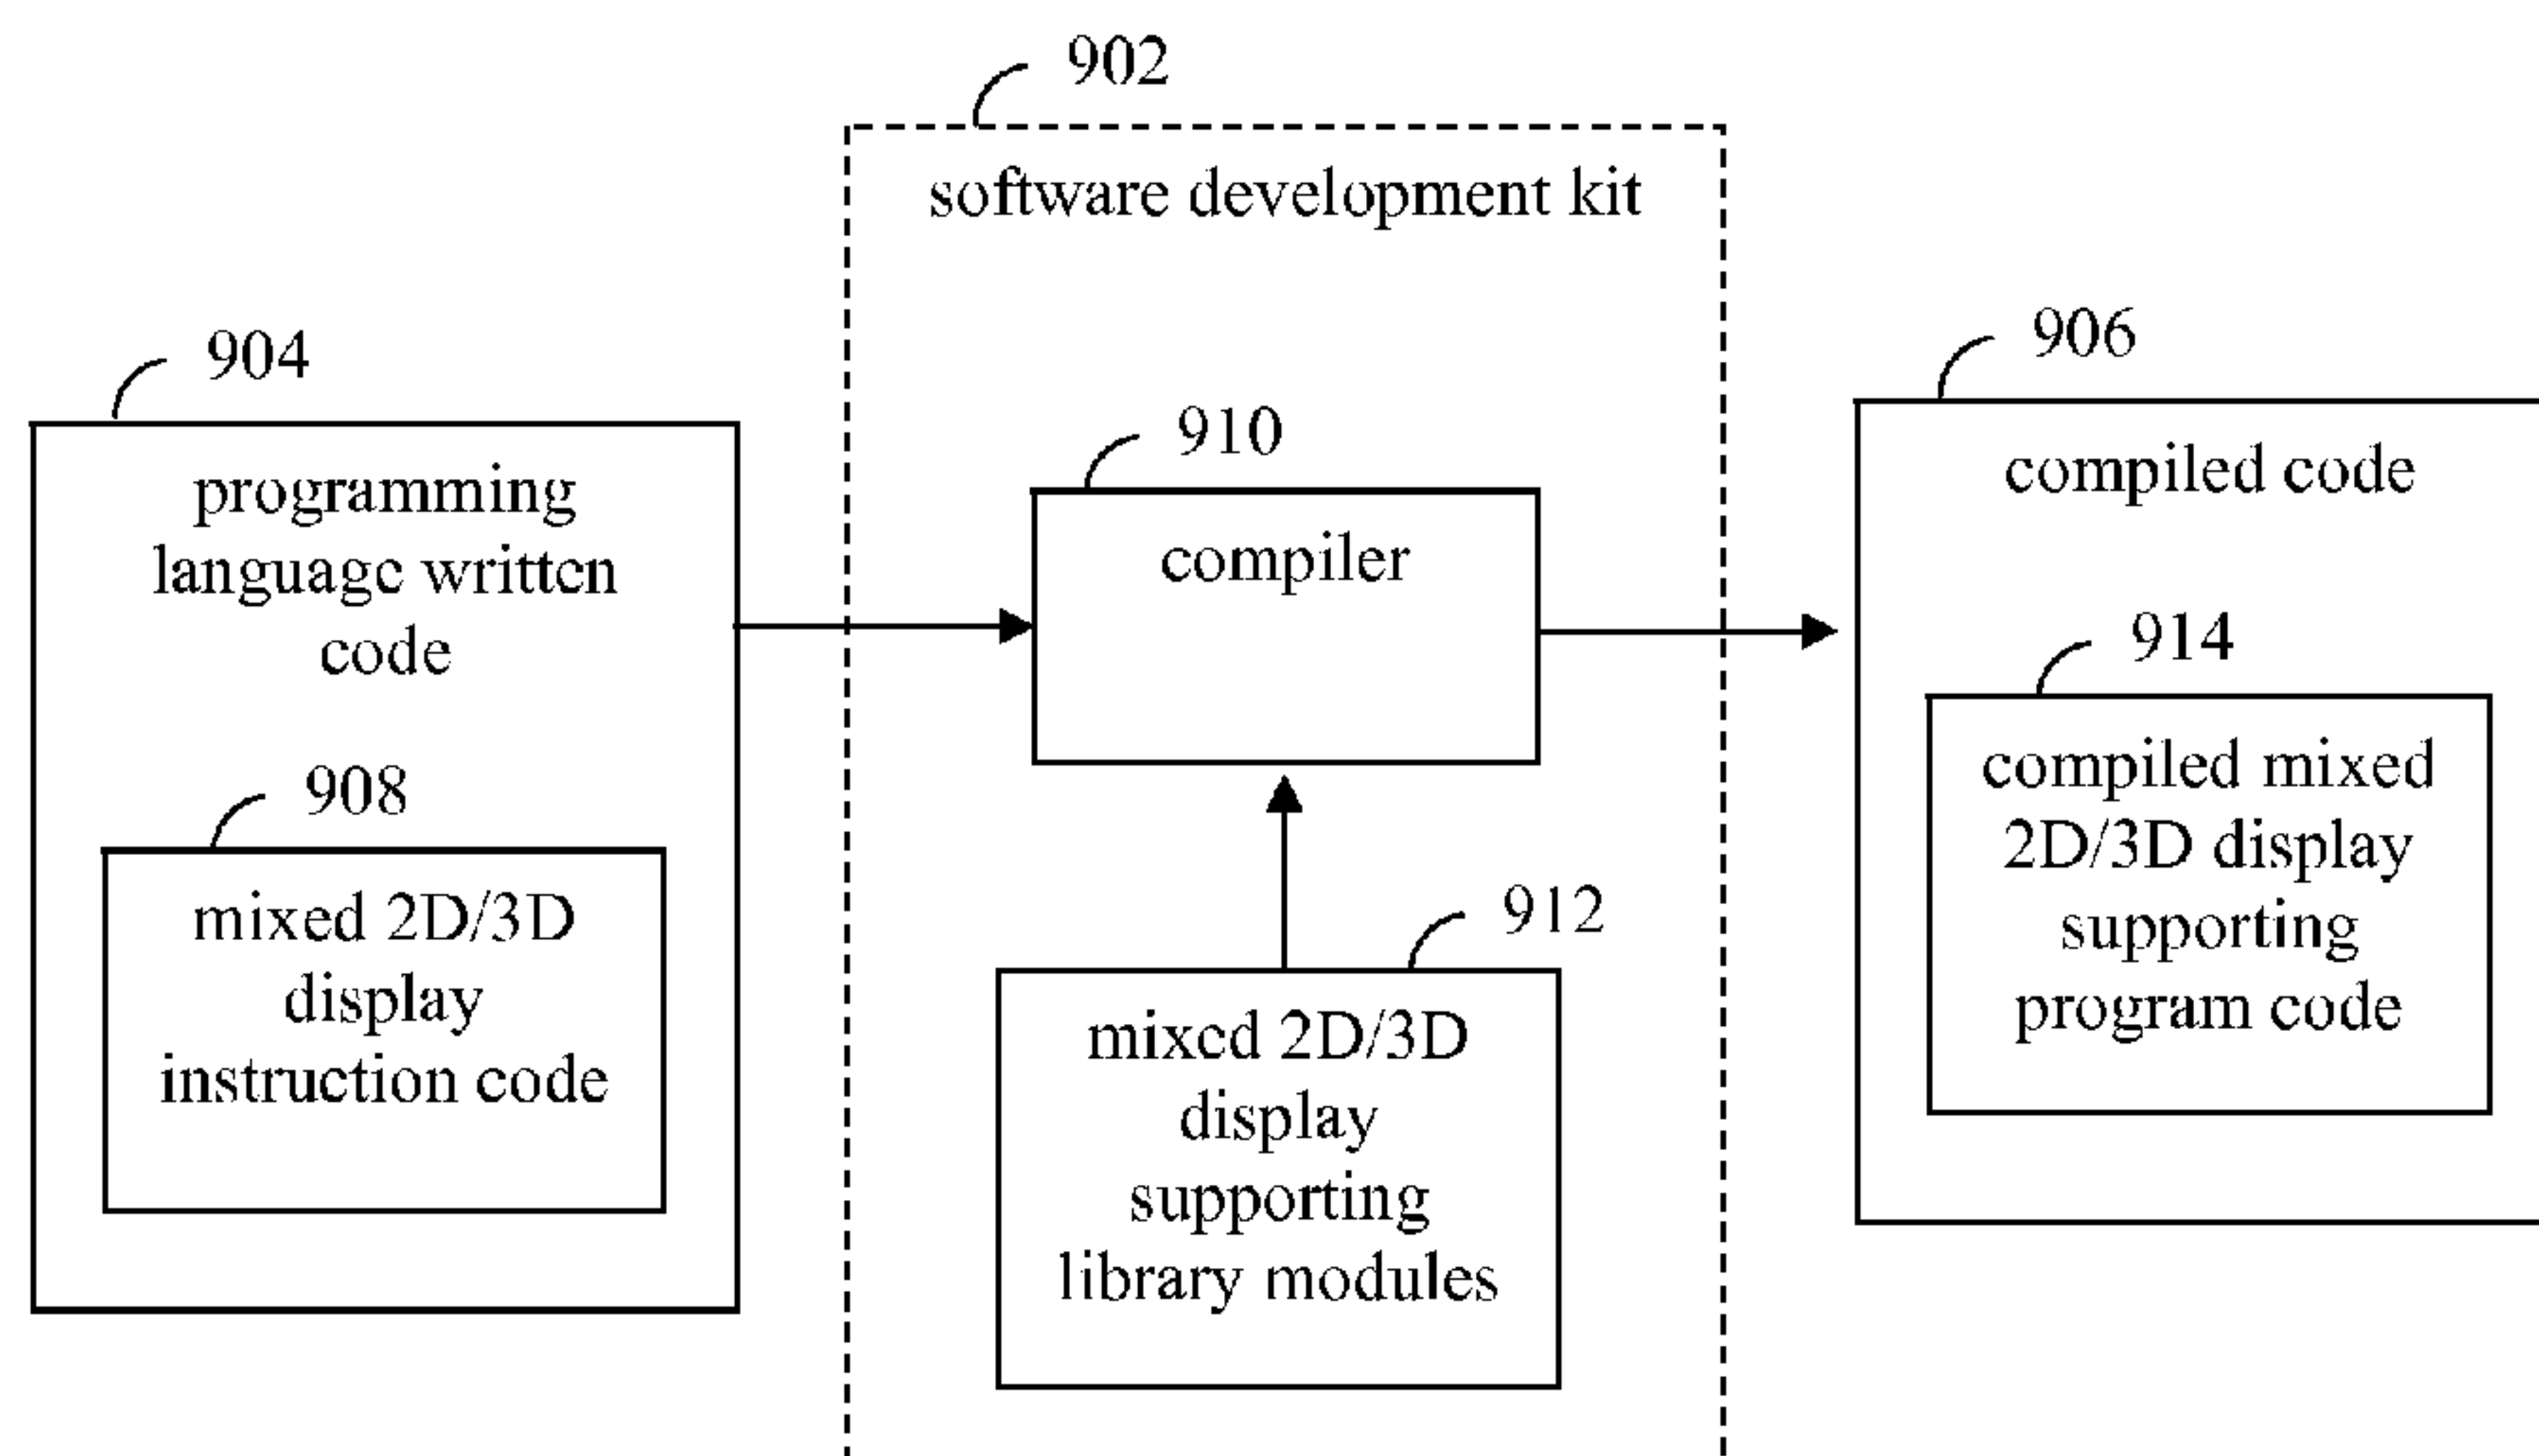 902
software development kit
904
programming
language written
code
908
mixed 2D/3D
display
instruction code
910
compiler
912
mixed 2D/3D
display
supporting
library modules
906
compiled code
914
compiled mixed
2D/3D display
supporting
program code